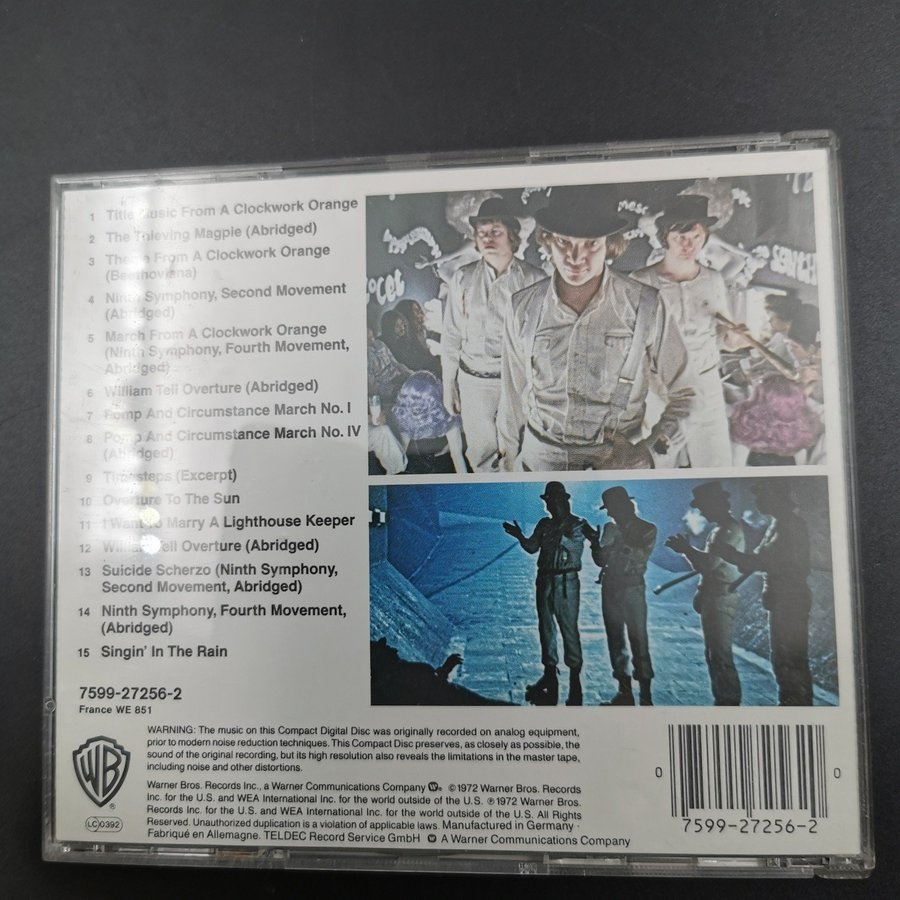 1 Title Music From A Clockwork Orange
2 The Thieving Magpie (Abridged)
3 Theme From A Clockwork Orange
(Beethoviana)
4 Ninth Symphony, Second Movement
(Abridged)
5 March From A Clockwork Orange
(Ninth Symphony, Fourth Movement,
Abridged)
6 William Tell Overture (Abridged)
7 Pomp And Circumstance March No. I
8 Pomp And Circumstance March No. IV
(Abridged)
9 Timesteps (Excerpt)
10 Overture To The Sun
11 I Want To Marry A Lighthouse Keeper
12 William Tell Overture (Abridged)
13 Suicide Scherzo (Ninth Symphony,
Second Movement, Abridged)
14 Ninth Symphony, Fourth Movement,
(Abridged)
15 Singin' In The Rain
7599-27256-2
France WE 851
WARNING: The music on this Compact Digital Disc was originally recorded on analog equipment,
prior to modern noise reduction techniques. This Compact Disc preserves, as closely as possible, the
sound of the original recording, but its high resolution also reveals the limitations in the master tape,
including noise and other distortions.
Warner Bros. Records Inc., a Warner Communications Company. ©1972 Warner Bros. Records
Inc. for the U.S. and WEA International Inc. for the world outside of the U.S. ℗1972 Warner Bros.
Records Inc. for the U.S. and WEA International Inc. for the world outside of the U.S. All Rights
Reserved. Unauthorized duplication is a violation of applicable laws. Manufactured in Germany ·
Fabriqué en Allemagne. TELDEC Record Service GmbH A Warner Communications Company
WB
®
LC 0392
0 0
7599-27256-2